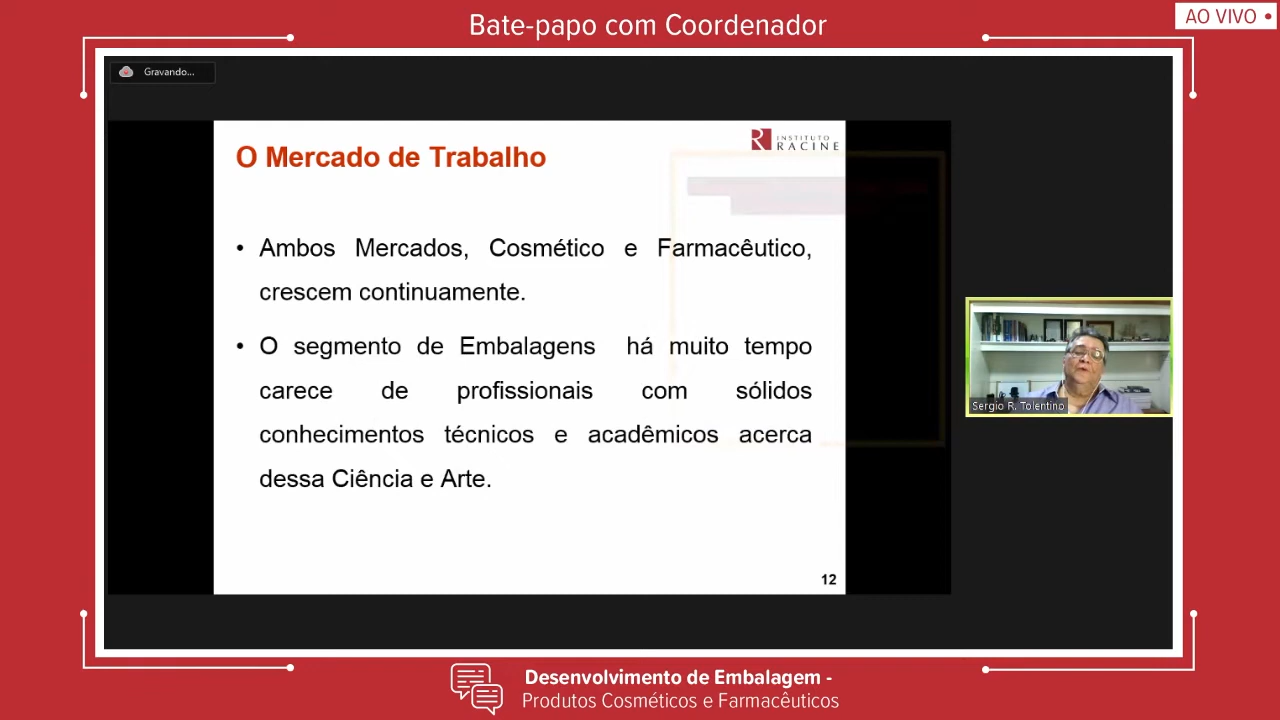 Bate-papo com Coordenador
AO VIVO
Gravando...
INSTITUTO
RACINE
O Mercado de Trabalho
• Ambos Mercados, Cosmético e Farmacêutico,
crescem continuamente.
• O segmento de Embalagens há muito tempo
carece de profissionais com sólidos
conhecimentos técnicos e acadêmicos acerca
dessa Ciência e Arte.
Sergio R. Tolentino
12
Desenvolvimento de Embalagem -
Produtos Cosméticos e Farmacêuticos